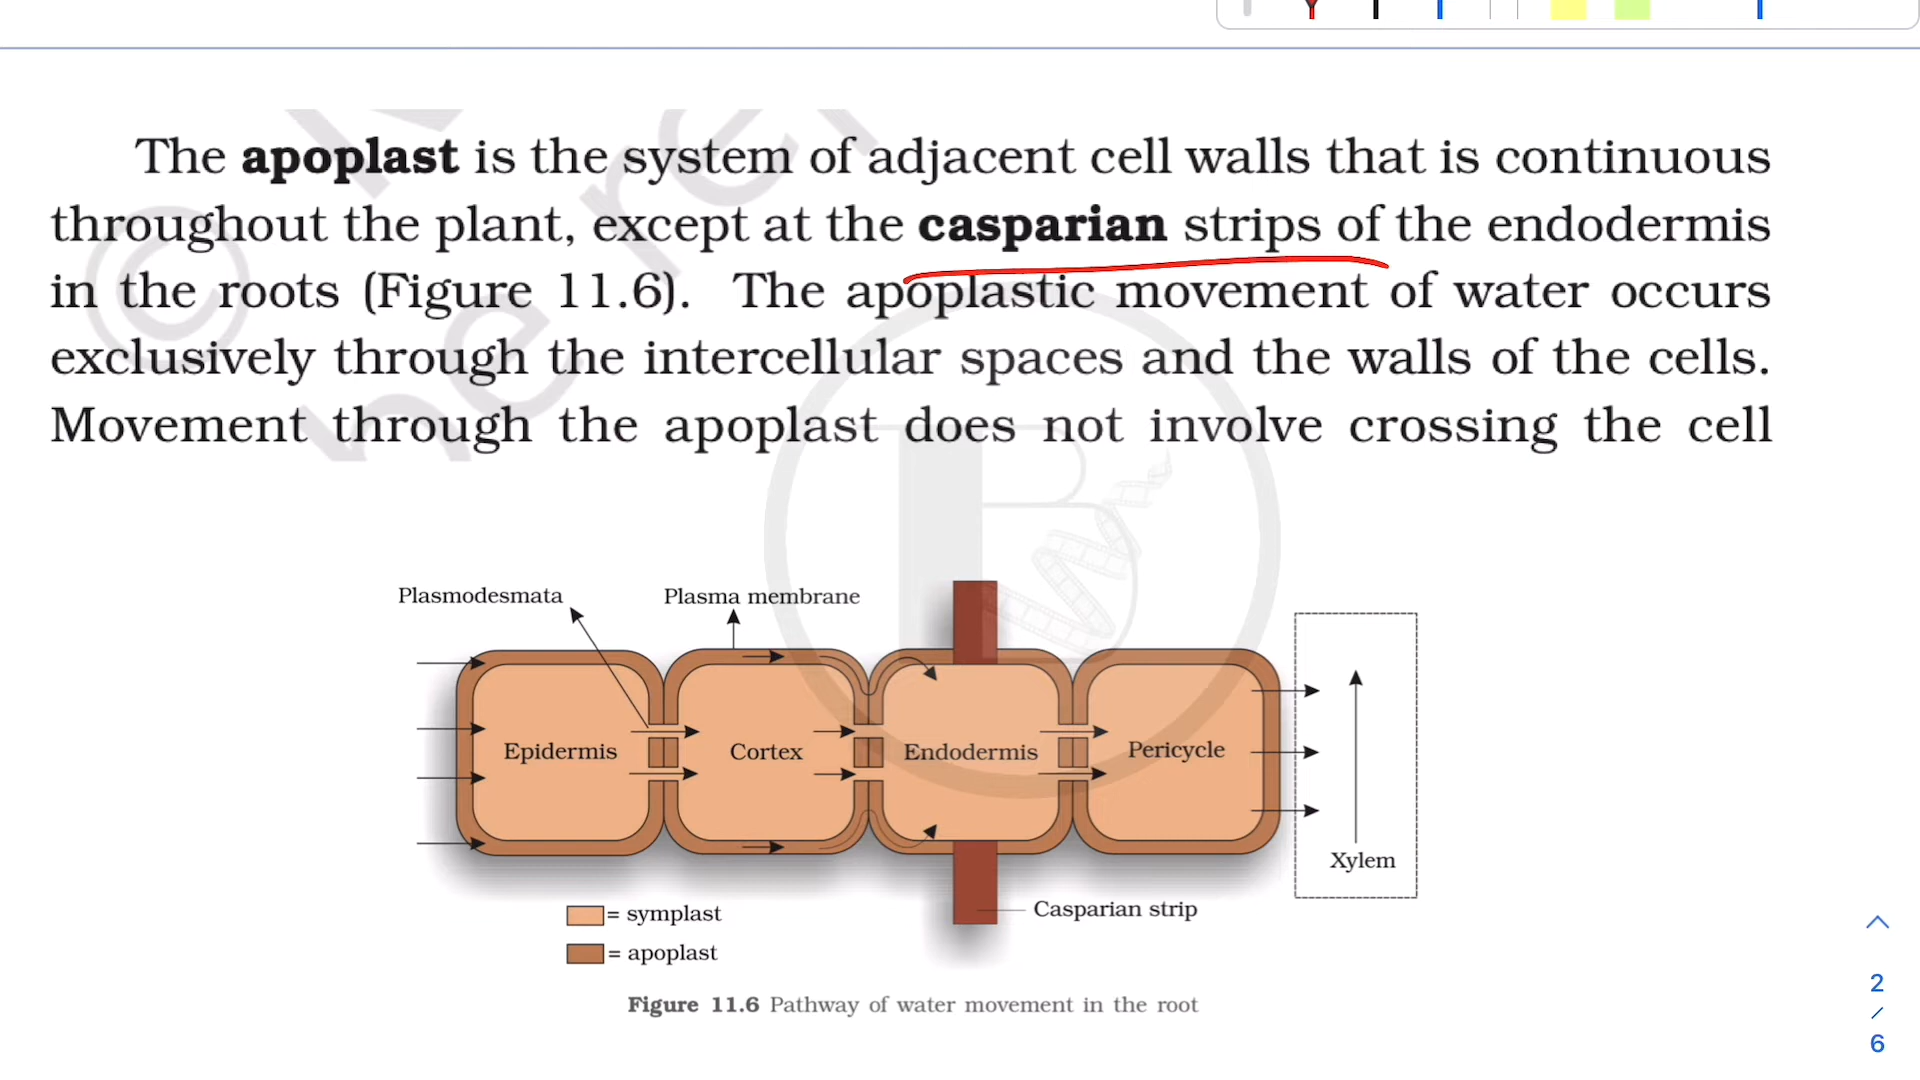 The apoplast is the system of adjacent cell walls that is continuous
throughout the plant, except at the casparian strips of the endodermis
in the roots (Figure 11.6). The apoplastic movement of water occurs
exclusively through the intercellular spaces and the walls of the cells.
Movement through the apoplast does not involve crossing the cell
Plasmodesmata
Plasma membrane
Epidermis
Cortex
Endodermis
Pericycle
Xylem
Casparian strip
= symplast
= apoplast
Figure 11.6 Pathway of water movement in the root
2
/
6